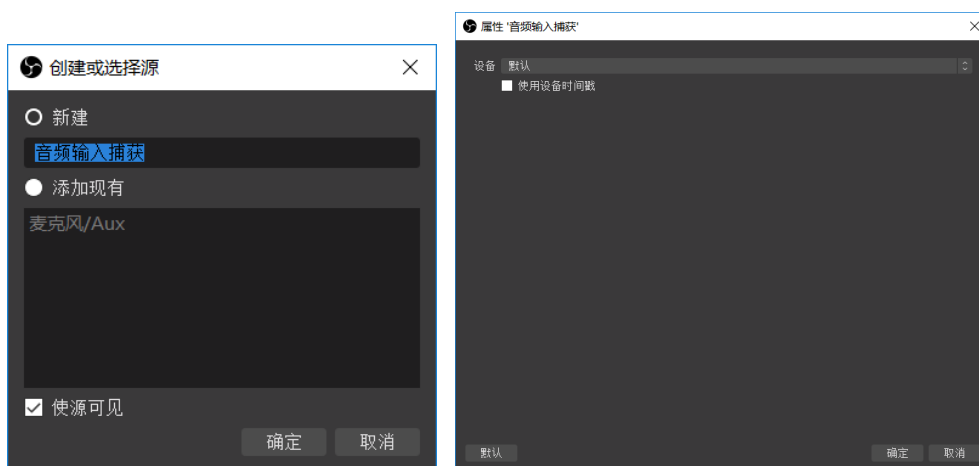 创建或选择源
新建
音频输入捕获
添加现有
麦克风/Aux
使源可见
确定
取消
属性 '音频输入捕获'
设备
默认
使用设备时间戳
默认
确定
取消